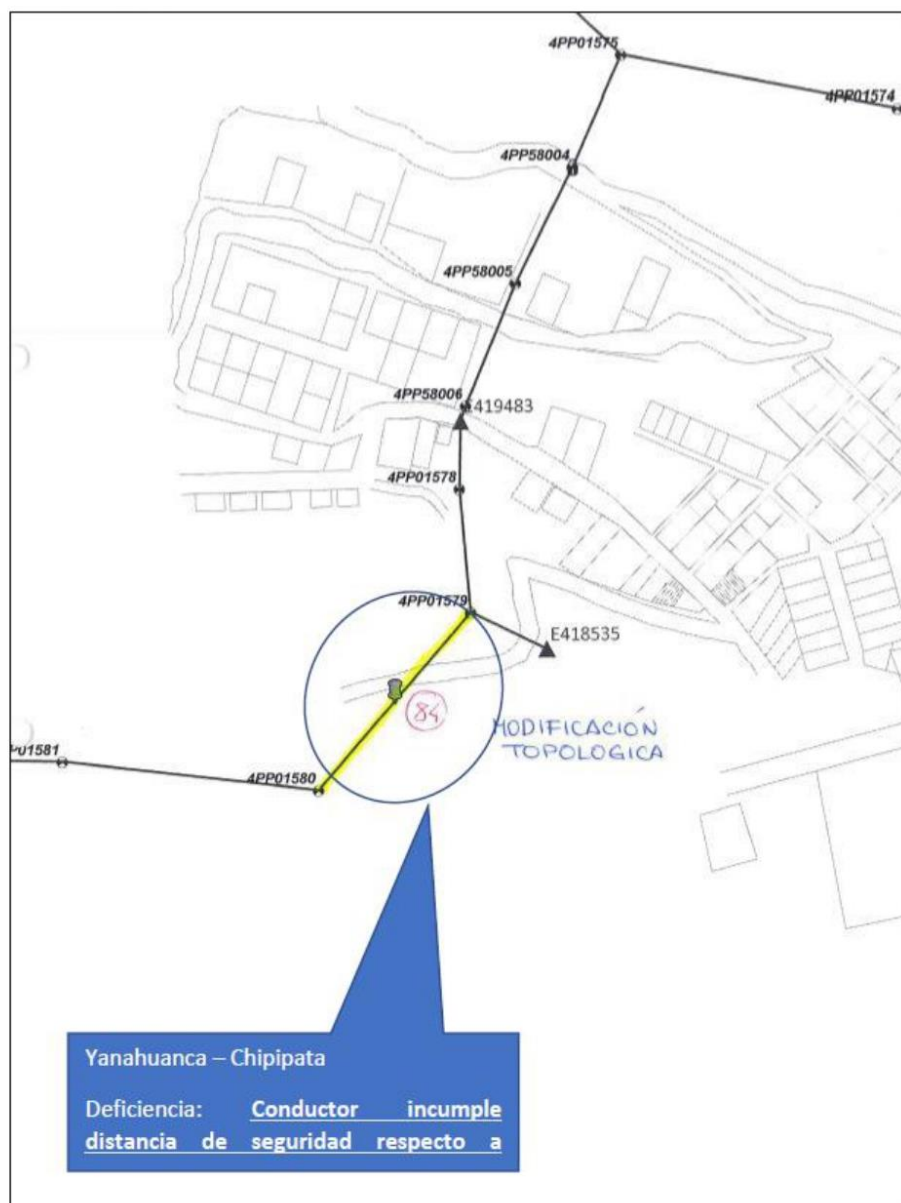 4PP01575
4PP01574
4PP58004
4PP58005
4PP58006
E419483
4PP01578
4PP01579
E418535
84
MODIFICACIÓN
TOPOLOGICA
4PP01580
Yanahuanca – Chipipata
Deficiencia: Conductor incumple
distancia de seguridad respecto a